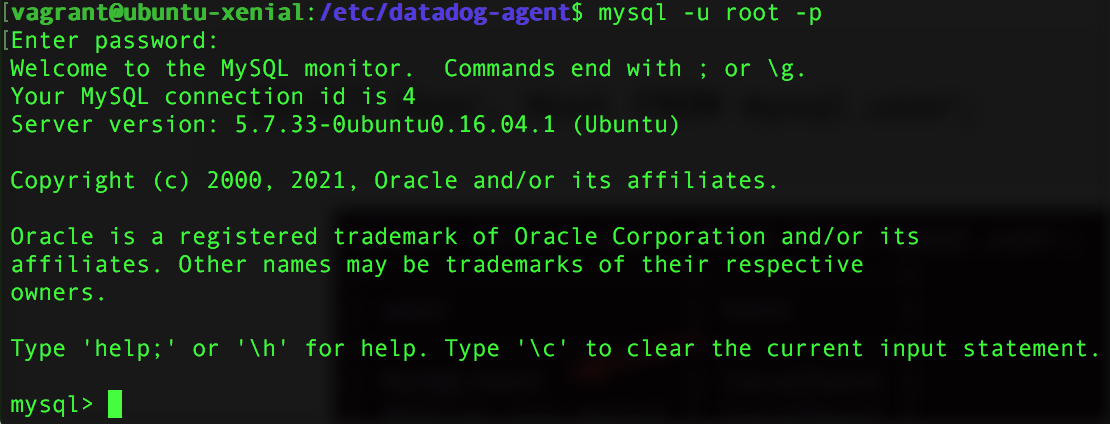 [vagrant@ubuntu-xenial:/etc/datadog-agent$ mysql -u root -p
[Enter password:
Welcome to the MySQL monitor.  Commands end with ; or \g.
Your MySQL connection id is 4
Server version: 5.7.33-0ubuntu0.16.04.1 (Ubuntu)
Copyright (c) 2000, 2021, Oracle and/or its affiliates.
Oracle is a registered trademark of Oracle Corporation and/or its
affiliates. Other names may be trademarks of their respective
owners.
Type 'help;' or '\h' for help. Type '\c' to clear the current input statement.
mysql>